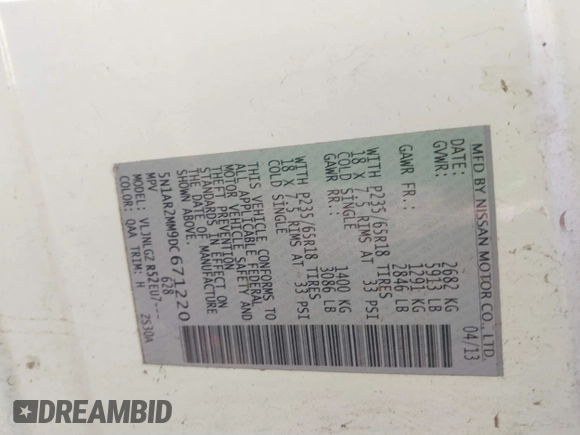 MFD BY NISSAN MOTOR CO., LTD.
DATE: 04/13
GVWR: 2682 KG
5913 LB
GAWR FR.: 1291 KG
2846 LB
WITH P235/65R18 TIRES
18 X 7.5 RIMS AT 33 PSI
COLD SINGLE
GAWR RR.: 1400 KG
3086 LB
WITH P235/65R18 TIRES
18 X 7.5 RIMS AT 33 PSI
COLD SINGLE
THIS VEHICLE CONFORMS TO
ALL APPLICABLE FEDERAL
MOTOR VEHICLE SAFETY AND
THEFT PREVENTION
STANDARDS IN EFFECT ON
THE DATE OF MANUFACTURE
SHOWN ABOVE.
5N1AR2MM9DC671220
MPV 628
VLJNLGZ R52EU7---
COLOR: QAA TRIM: H ZS30A
DREAMBID